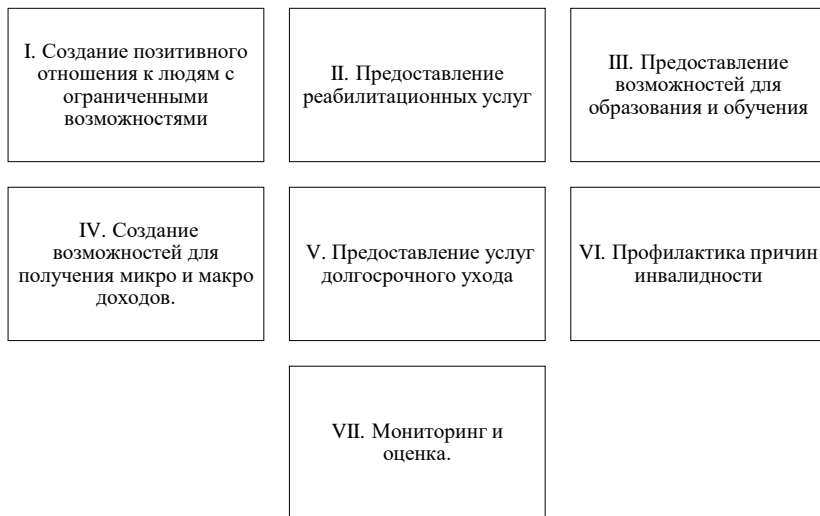 I. Создание позитивного
отношения к людям с
ограниченными
возможностями
II. Предоставление
реабилитационных услуг
III. Предоставление
возможностей для
образования и обучения
IV. Создание
возможностей для
получения микро и макро
доходов.
V. Предоставление услуг
долгосрочного ухода
VI. Профилактика причин
инвалидности
VII. Мониторинг и
оценка.